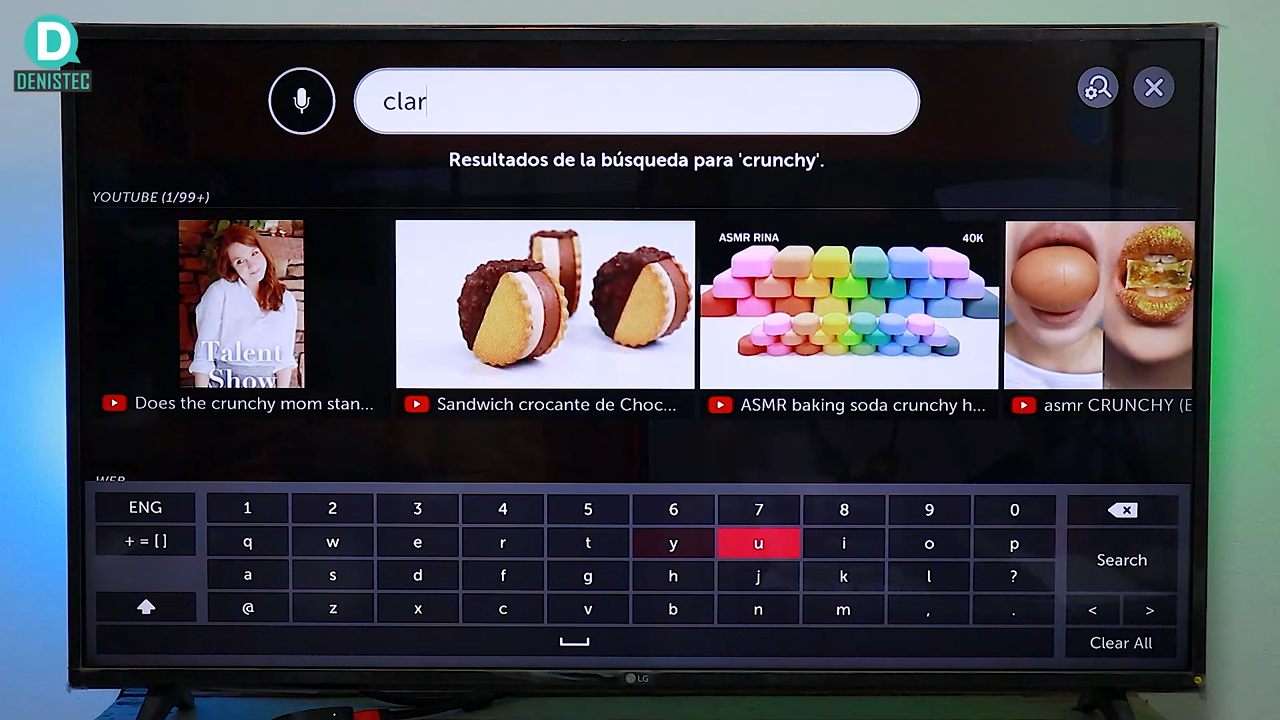 D
DENISTEC
clar
Resultados de la búsqueda para 'crunchy'.
YOUTUBE (1/99+)
Talent
Show
ASMR RINA
40K
Does the crunchy mom stan...
Sandwich crocante de Choc...
ASMR baking soda crunchy h...
asmr CRUNCHY (E
WEB
ENG 1 2 3 4 5 6 7 8 9 0
+ = [ ] q w e r t y u i o p
Search
a s d f g h j k l ?
@ z x c v b n m , . < >
Clear All
LG